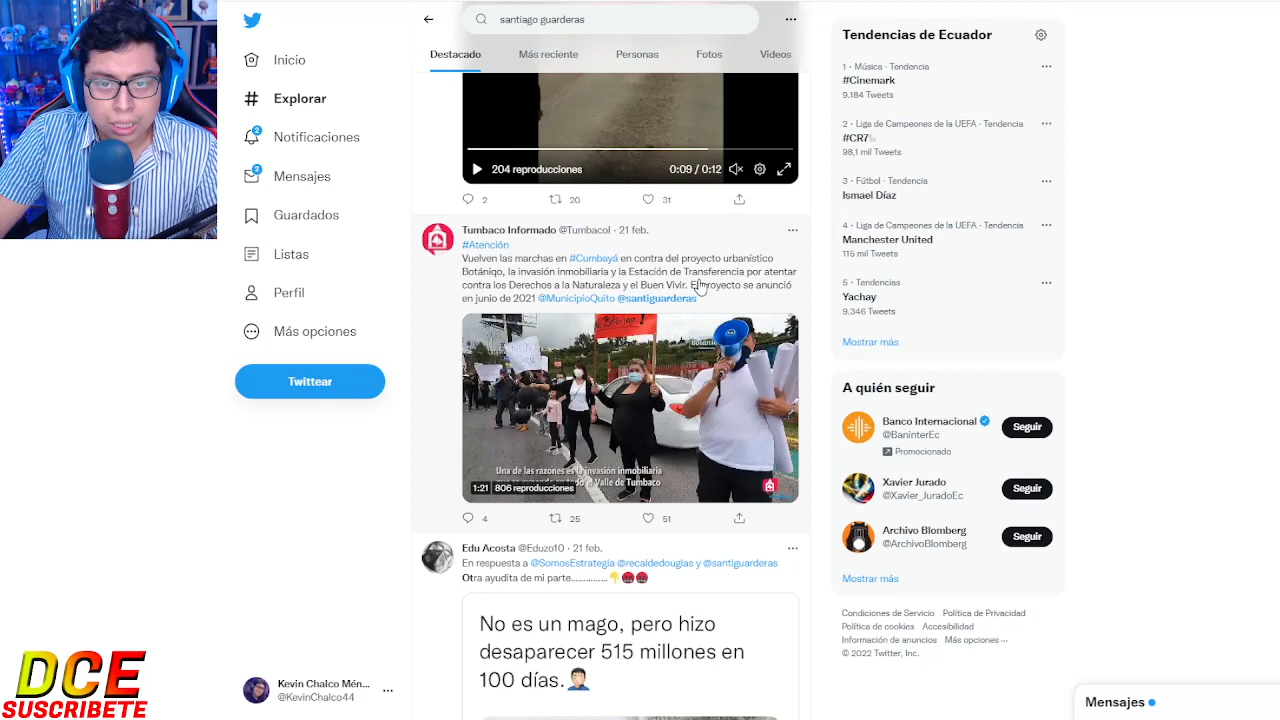 santiago guarderas
Destacado
Más reciente
Personas
Fotos
Videos
Inicio
Explorar
2
Notificaciones
2
Mensajes
Guardados
Listas
Perfil
Más opciones
Twittear
Kevin Chalco Mén...
@KevinChalco44
DCE
SUSCRIBETE
204 reproducciones
0:09 / 0:12
2
20
31
Tumbaco Informado @Tumbacol · 21 feb.
#Atención
Vuelven las marchas en #Cumbayá en contra del proyecto urbanístico
Botániqo, la invasión inmobiliaria y la Estación de Transferencia por atentar
contra los Derechos a la Naturaleza y el Buen Vivir. El proyecto se anunció
en junio de 2021 @MunicipioQuito @santiguarderas
Botániqo
Una de las razones es la invasión inmobiliaria
Valle de Tumbaco
1:21
806 reproducciones
4
25
51
Edu Acosta @Eduzo10 · 21 feb.
En respuesta a @SomosEstrategia @recaldedouglas y @santiguarderas
Otra ayudita de mi parte..............👇🤬🤬
No es un mago, pero hizo
desaparecer 515 millones en
100 días.🤦🏻‍♂️
Tendencias de Ecuador
1 · Música · Tendencia
#Cinemark
9.184 Tweets
2 · Liga de Campeones de la UEFA · Tendencia
#CR7
98,1 mil Tweets
3 · Fútbol · Tendencia
Ismael Díaz
4 · Liga de Campeones de la UEFA · Tendencia
Manchester United
115 mil Tweets
5 · Tendencias
Yachay
9.346 Tweets
Mostrar más
A quién seguir
Banco Internacional
@BaninterEc
Seguir
Promocionado
Xavier Jurado
@Xavier_JuradoEc
Seguir
Archivo Blomberg
@ArchivoBlomberg
Seguir
Mostrar más
Condiciones de Servicio Política de Privacidad
Política de cookies Accesibilidad
Información de anuncios Más opciones ···
© 2022 Twitter, Inc.
Mensajes